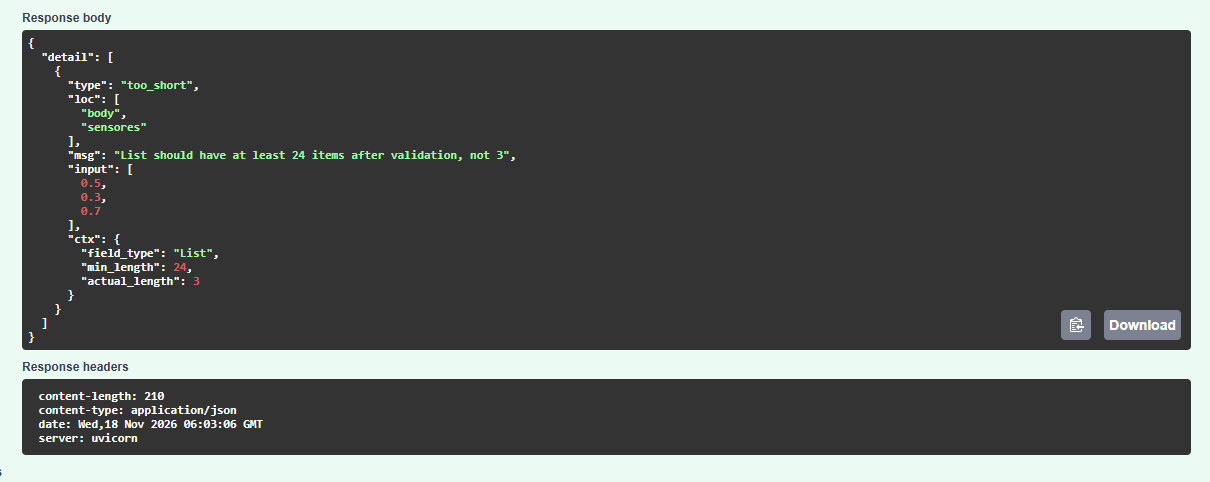 Response body
{
  "detail": [
    {
      "type": "too_short",
      "loc": [
        "body",
        "sensores"
      ],
      "msg": "List should have at least 24 items after validation, not 3",
      "input": [
        0.5,
        0.3,
        0.7
      ],
      "ctx": {
        "field_type": "List",
        "min_length": 24,
        "actual_length": 3
      }
    }
  ]
}
Download
Response headers
content-length: 210
content-type: application/json
date: Wed,18 Nov 2026 06:03:06 GMT
server: uvicorn